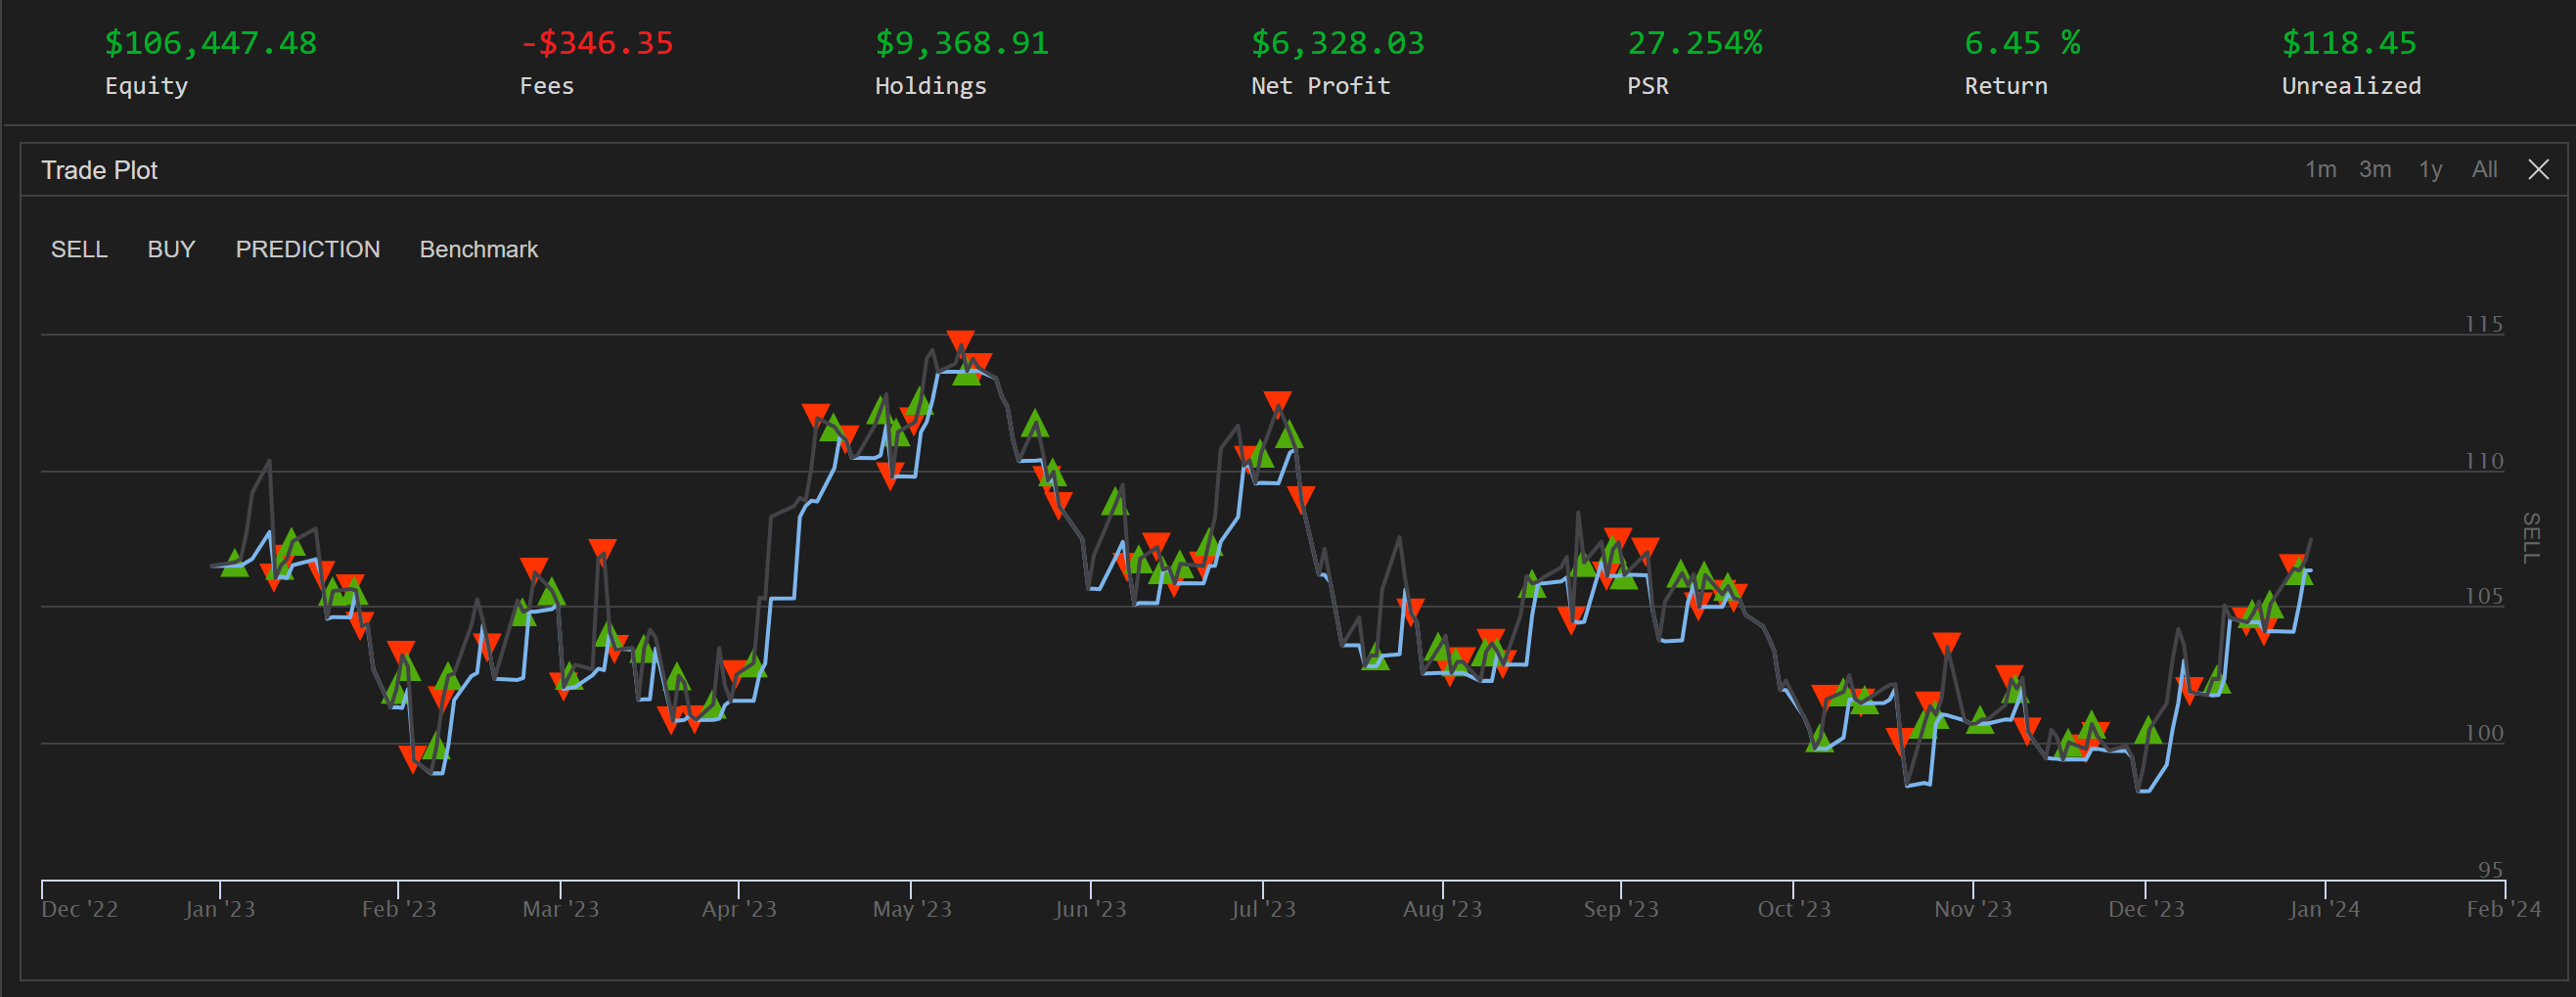 $106,447.48 -$346.35 $9,368.91 $6,328.03 27.254% 6.45 % $118.45
Equity Fees Holdings Net Profit PSR Return Unrealized
Trade Plot 1m 3m 1y All
SELL BUY PREDICTION Benchmark
115
110
105
100
95
SELL
Dec '22 Jan '23 Feb '23 Mar '23 Apr '23 May '23 Jun '23 Jul '23 Aug '23 Sep '23 Oct '23 Nov '23 Dec '23 Jan '24 Feb '24